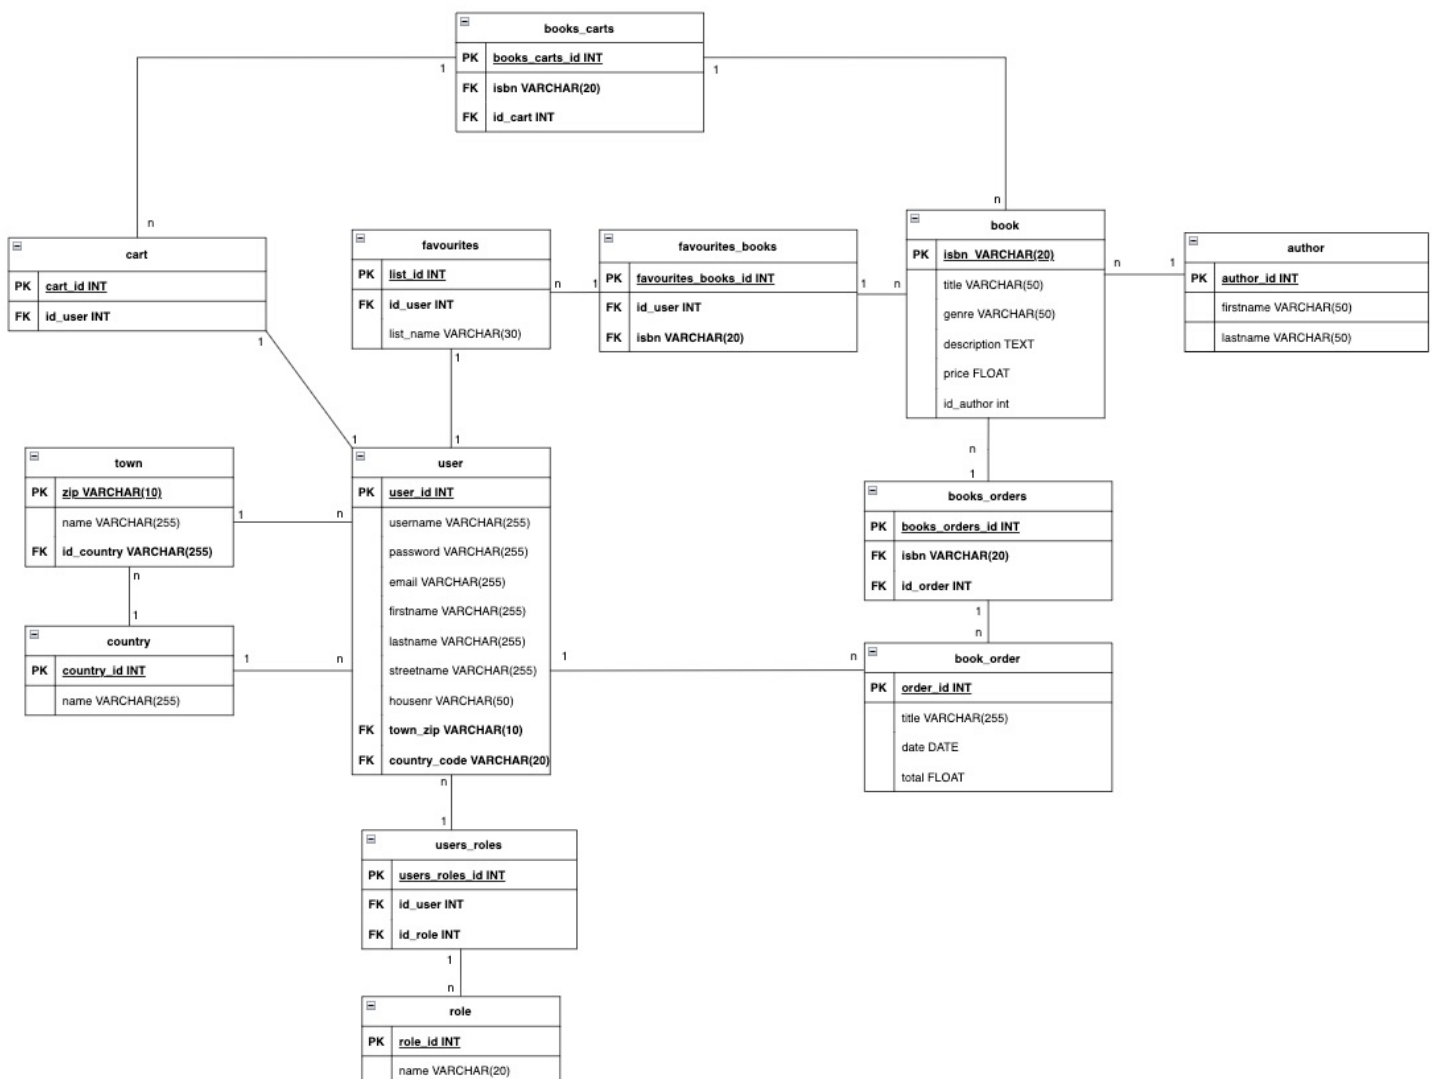 books_carts
PK books_carts_id INT
1
1
FK isbn VARCHAR(20)
FK id_cart INT
n
n
cart
PK cart_id INT
FK id_user INT
1
favourites
PK list_id INT
FK id_user INT
list_name VARCHAR(30)
n
1
1
favourites_books
PK favourites_books_id INT
FK id_user INT
FK isbn VARCHAR(20)
1
n
book
PK isbn VARCHAR(20)
title VARCHAR(50)
genre VARCHAR(50)
description TEXT
price FLOAT
id_author int
n
1
author
PK author_id INT
firstname VARCHAR(50)
lastname VARCHAR(50)
1
1
town
PK zip VARCHAR(10)
name VARCHAR(255)
FK id_country VARCHAR(255)
1
n
n
1
country
PK country_id INT
name VARCHAR(255)
1
n
user
PK user_id INT
username VARCHAR(255)
password VARCHAR(255)
email VARCHAR(255)
firstname VARCHAR(255)
lastname VARCHAR(255)
streetname VARCHAR(255)
housenr VARCHAR(50)
FK town_zip VARCHAR(10)
FK country_code VARCHAR(20)
1
n
n
1
books_orders
PK books_orders_id INT
FK isbn VARCHAR(20)
FK id_order INT
1
n
book_order
PK order_id INT
title VARCHAR(255)
date DATE
total FLOAT
n
1
users_roles
PK users_roles_id INT
FK id_user INT
FK id_role INT
1
n
role
PK role_id INT
name VARCHAR(20)